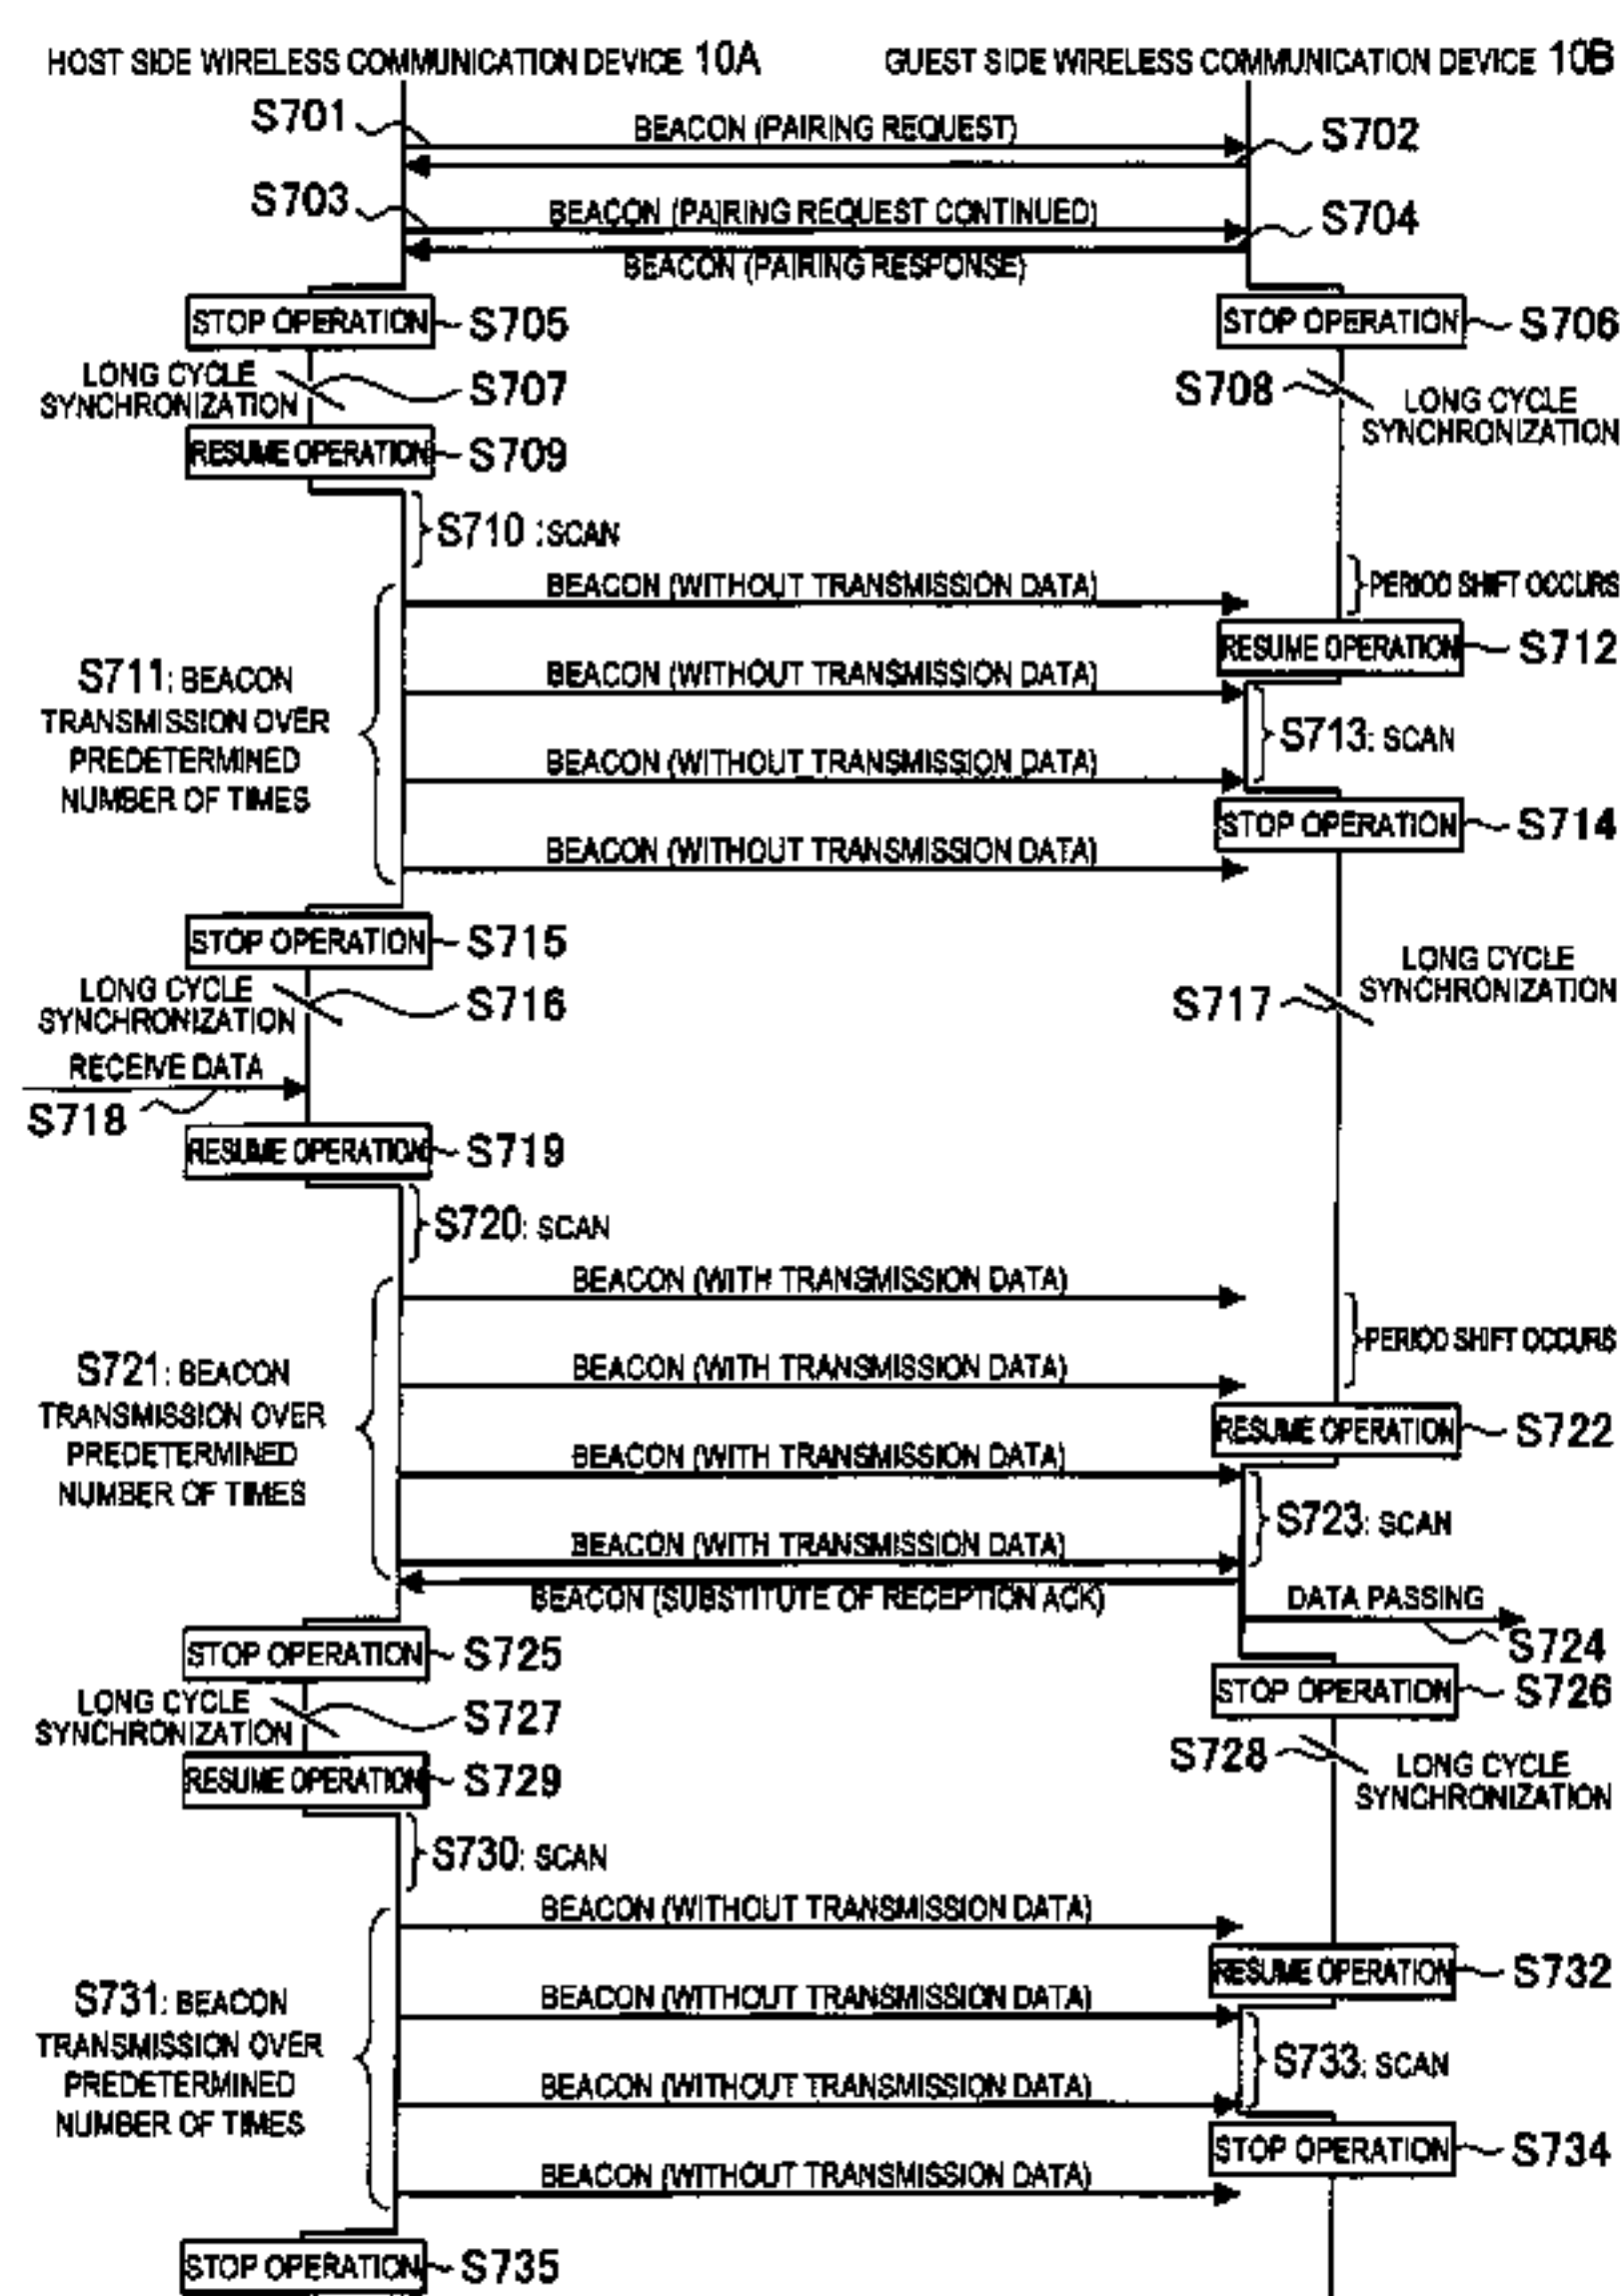 HOST SIDE WIRELESS COMMUNICATION DEVICE 10A
GUEST SIDE WIRELESS COMMUNICATION DEVICE 10B
S701
BEACON (PAIRING REQUEST)
S702
S703
BEACON (PAIRING REQUEST CONTINUED)
S704
BEACON (PAIRING RESPONSE)
STOP OPERATION
S705
STOP OPERATION
S706
LONG CYCLE
SYNCHRONIZATION
S707
S708
LONG CYCLE
SYNCHRONIZATION
RESUME OPERATION
S709
S710 : SCAN
BEACON (WITHOUT TRANSMISSION DATA)
PERIOD SHIFT OCCURS
RESUME OPERATION
S712
S711: BEACON
TRANSMISSION OVER
PREDETERMINED
NUMBER OF TIMES
BEACON (WITHOUT TRANSMISSION DATA)
S713: SCAN
BEACON (WITHOUT TRANSMISSION DATA)
STOP OPERATION
S714
BEACON (WITHOUT TRANSMISSION DATA)
STOP OPERATION
S715
LONG CYCLE
SYNCHRONIZATION
S716
S717
LONG CYCLE
SYNCHRONIZATION
RECEIVE DATA
S718
RESUME OPERATION
S719
S720: SCAN
BEACON (WITH TRANSMISSION DATA)
PERIOD SHIFT OCCURS
S721: BEACON
TRANSMISSION OVER
PREDETERMINED
NUMBER OF TIMES
BEACON (WITH TRANSMISSION DATA)
RESUME OPERATION
S722
BEACON (WITH TRANSMISSION DATA)
S723: SCAN
BEACON (WITH TRANSMISSION DATA)
BEACON (SUBSTITUTE OF RECEPTION ACK)
DATA PASSING
S724
STOP OPERATION
S725
STOP OPERATION
S726
LONG CYCLE
SYNCHRONIZATION
S727
S728
LONG CYCLE
SYNCHRONIZATION
RESUME OPERATION
S729
S730: SCAN
BEACON (WITHOUT TRANSMISSION DATA)
RESUME OPERATION
S732
S731: BEACON
TRANSMISSION OVER
PREDETERMINED
NUMBER OF TIMES
BEACON (WITHOUT TRANSMISSION DATA)
S733: SCAN
BEACON (WITHOUT TRANSMISSION DATA)
STOP OPERATION
S734
BEACON (WITHOUT TRANSMISSION DATA)
STOP OPERATION
S735